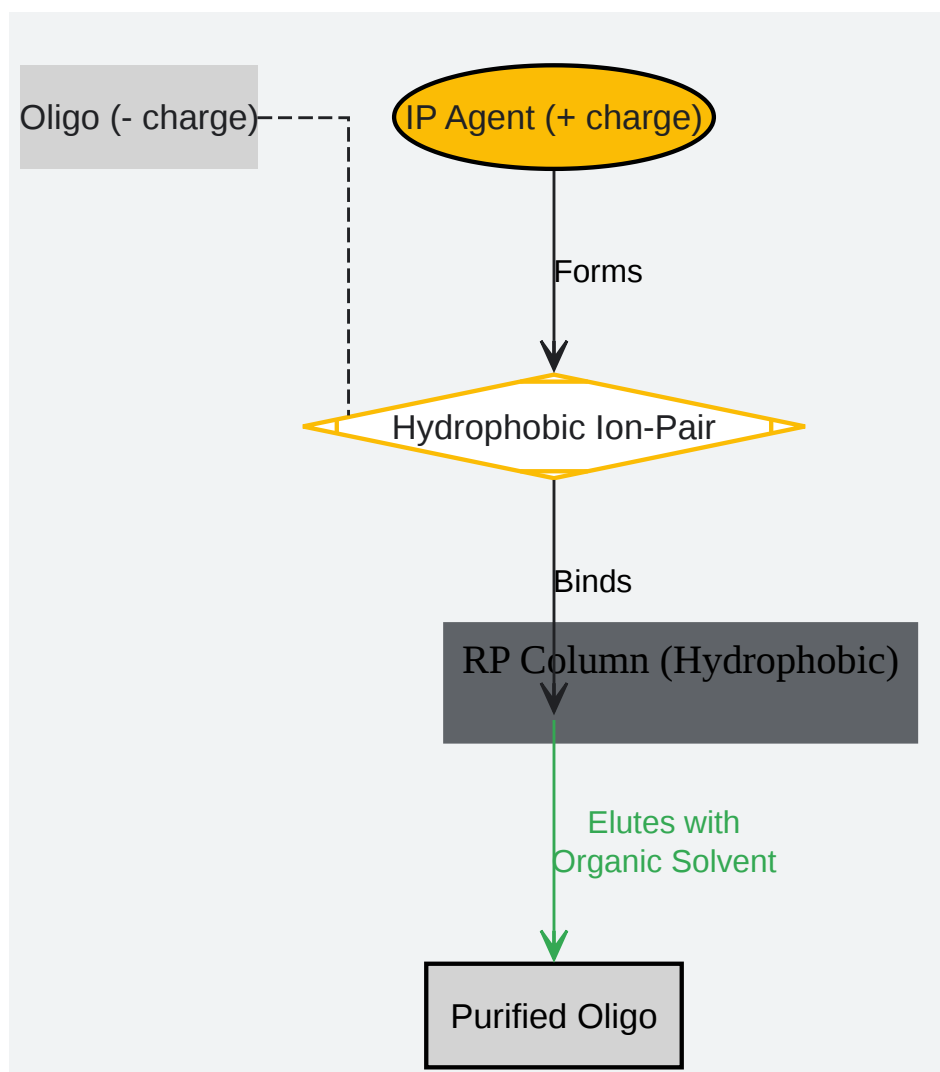 Oligo (- charge)
IP Agent (+ charge)
Forms
Hydrophobic Ion-Pair
Binds
RP Column (Hydrophobic)
Elutes with
Organic Solvent
Purified Oligo